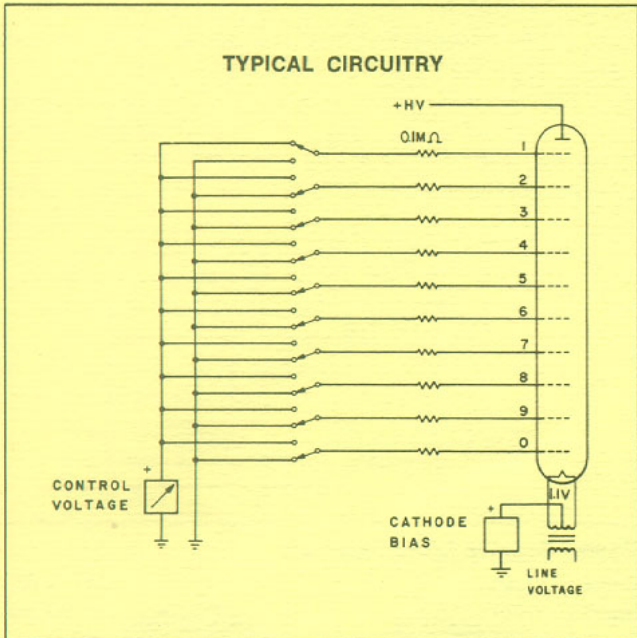 TYPICAL CIRCUITRY
+HV
0.1MΩ
1
2
3
4
5
6
7
8
9
0
+
CONTROL
VOLTAGE
1.1V
+
CATHODE
BIAS
LINE
VOLTAGE